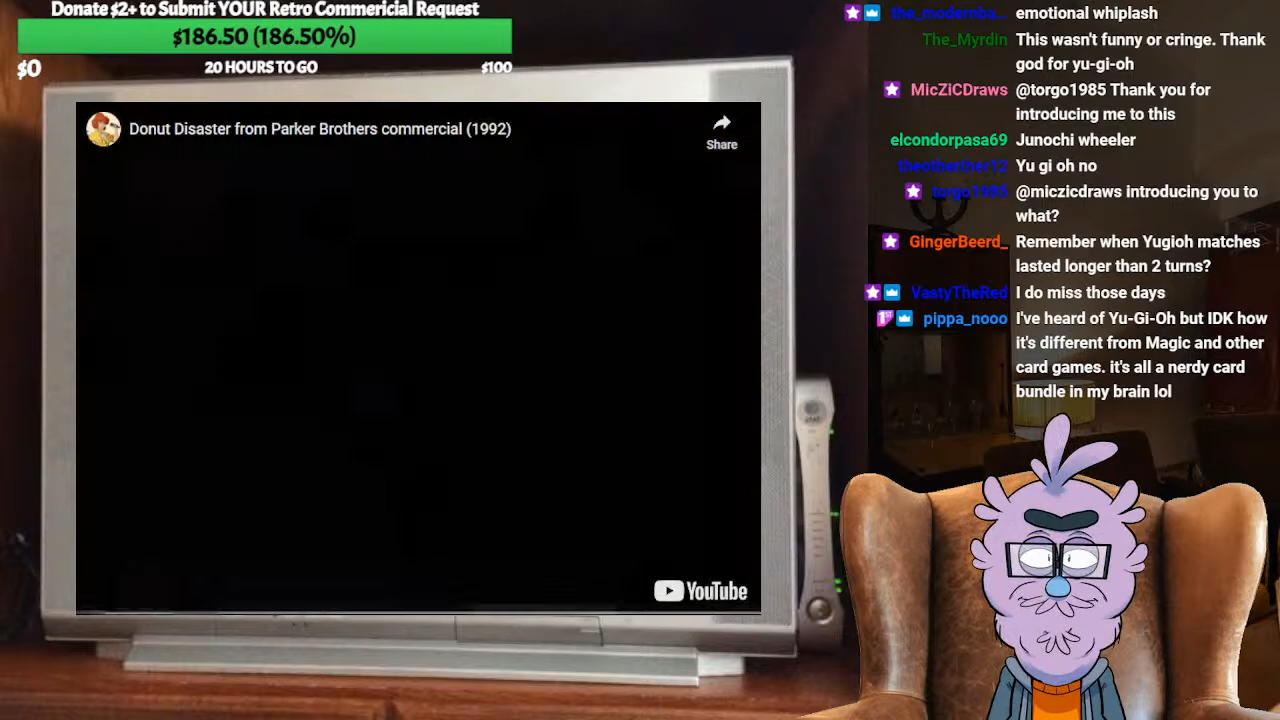 Donate $2+ to Submit YOUR Retro Commericial Request
$186.50 (186.50%)
$0
20 HOURS TO GO
$100
Donut Disaster from Parker Brothers commercial (1992)
Share
YouTube
the_modernba... emotional whiplash
The_Myrdin This wasn't funny or cringe. Thank
god for yu-gi-oh
MicZiCDraws @torgo1985 Thank you for
introducing me to this
elcondorpasa69 Junochi wheeler
theotherther12 Yu gi oh no
torgo1985 @miczicdraws introducing you to
what?
GingerBeerd_ Remember when Yugioh matches
lasted longer than 2 turns?
VastyTheRed I do miss those days
1ST pippa_nooo I've heard of Yu-Gi-Oh but IDK how
it's different from Magic and other
card games. it's all a nerdy card
bundle in my brain lol